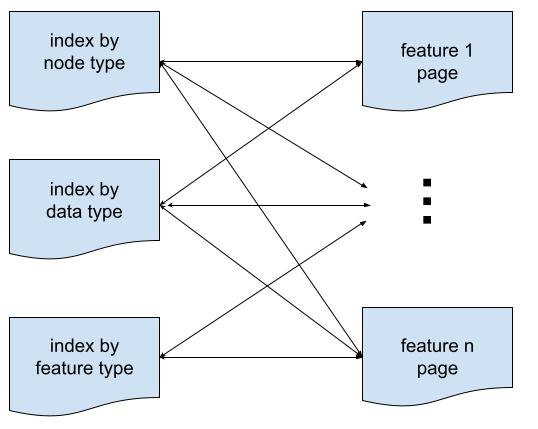 index by
node type
feature 1
page
index by
data type
index by
feature type
feature n
page